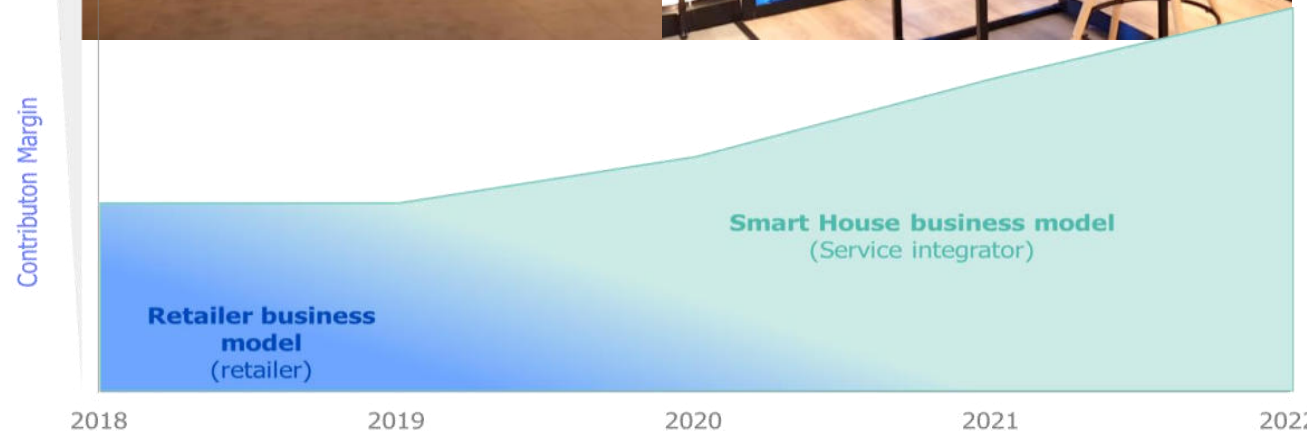 Contributon Margin
Smart House business model
(Service integrator)
Retailer business
model
(retailer)
2018
2019
2020
2021